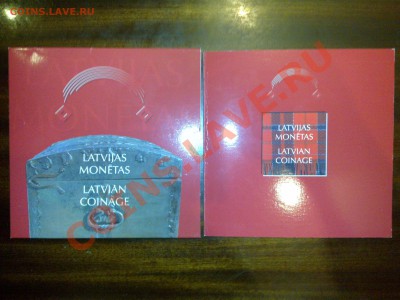 COINS.LAVE.RU
LATVIJAS
MONĒTAS
LATVIAN
COINAGE
LATVIJAS
MONĒTAS
LATVIAN
COINAGE
COINS.LAVE.RU